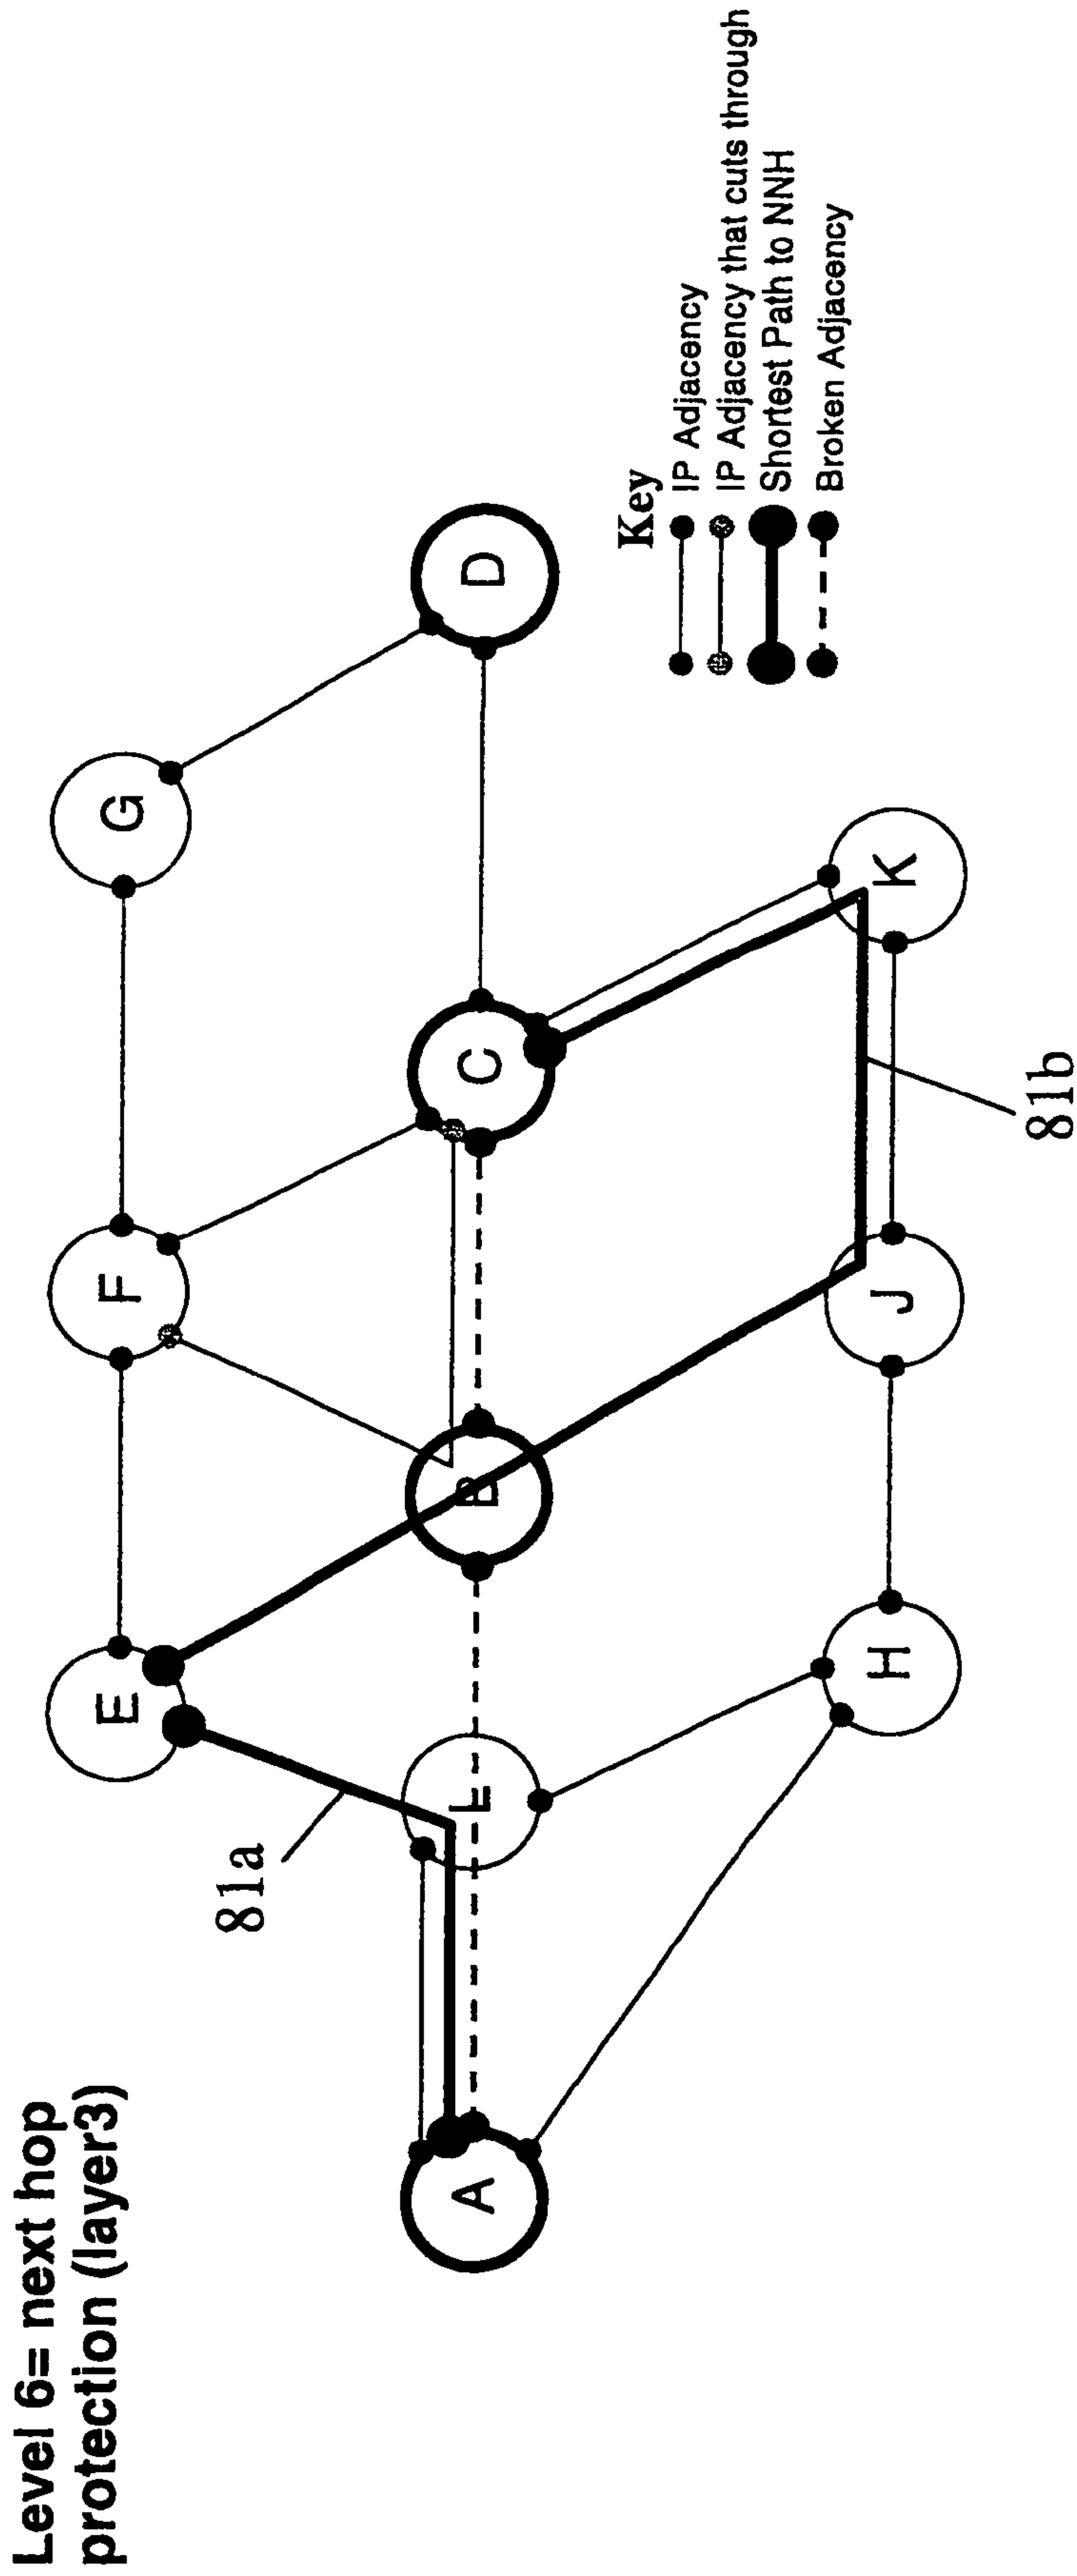 Level 6= next hop
protection (layer3)
E
F
G
81a
A
L
B
C
D
H
J
K
81b
Key
IP Adjacency
IP Adjacency that cuts through
Shortest Path to NNH
Broken Adjacency